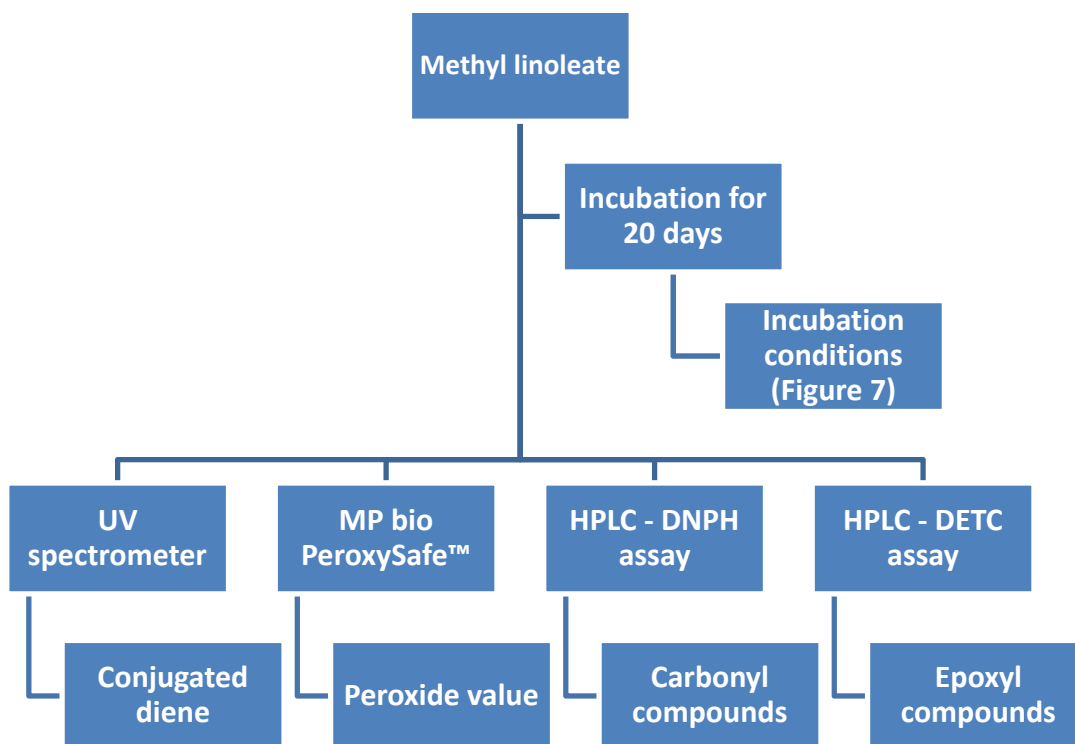 Methyl linoleate
Incubation for
20 days
Incubation
conditions
(Figure 7)
UV
spectrometer
MP bio
PeroxySafe™
HPLC - DNPH
assay
HPLC - DETC
assay
Conjugated
diene
Peroxide value
Carbonyl
compounds
Epoxyl
compounds